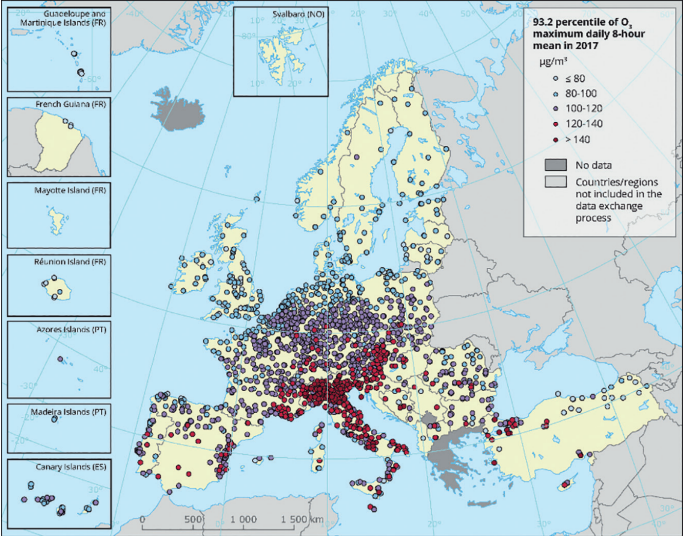 Guadeloupe and
Martinique Islands (FR)
Svalbard (NO)
93.2 percentile of O₃
maximum daily 8-hour
mean in 2017
µg/m³
≤ 80
80-100
100-120
120-140
> 140
No data
Countries/regions
not included in the
data exchange
process
French Guiana (FR)
Mayotte Island (FR)
Réunion Island (FR)
Azores Islands (PT)
Madeira Islands (PT)
Canary Islands (ES)
0 500 1 000 1 500 km